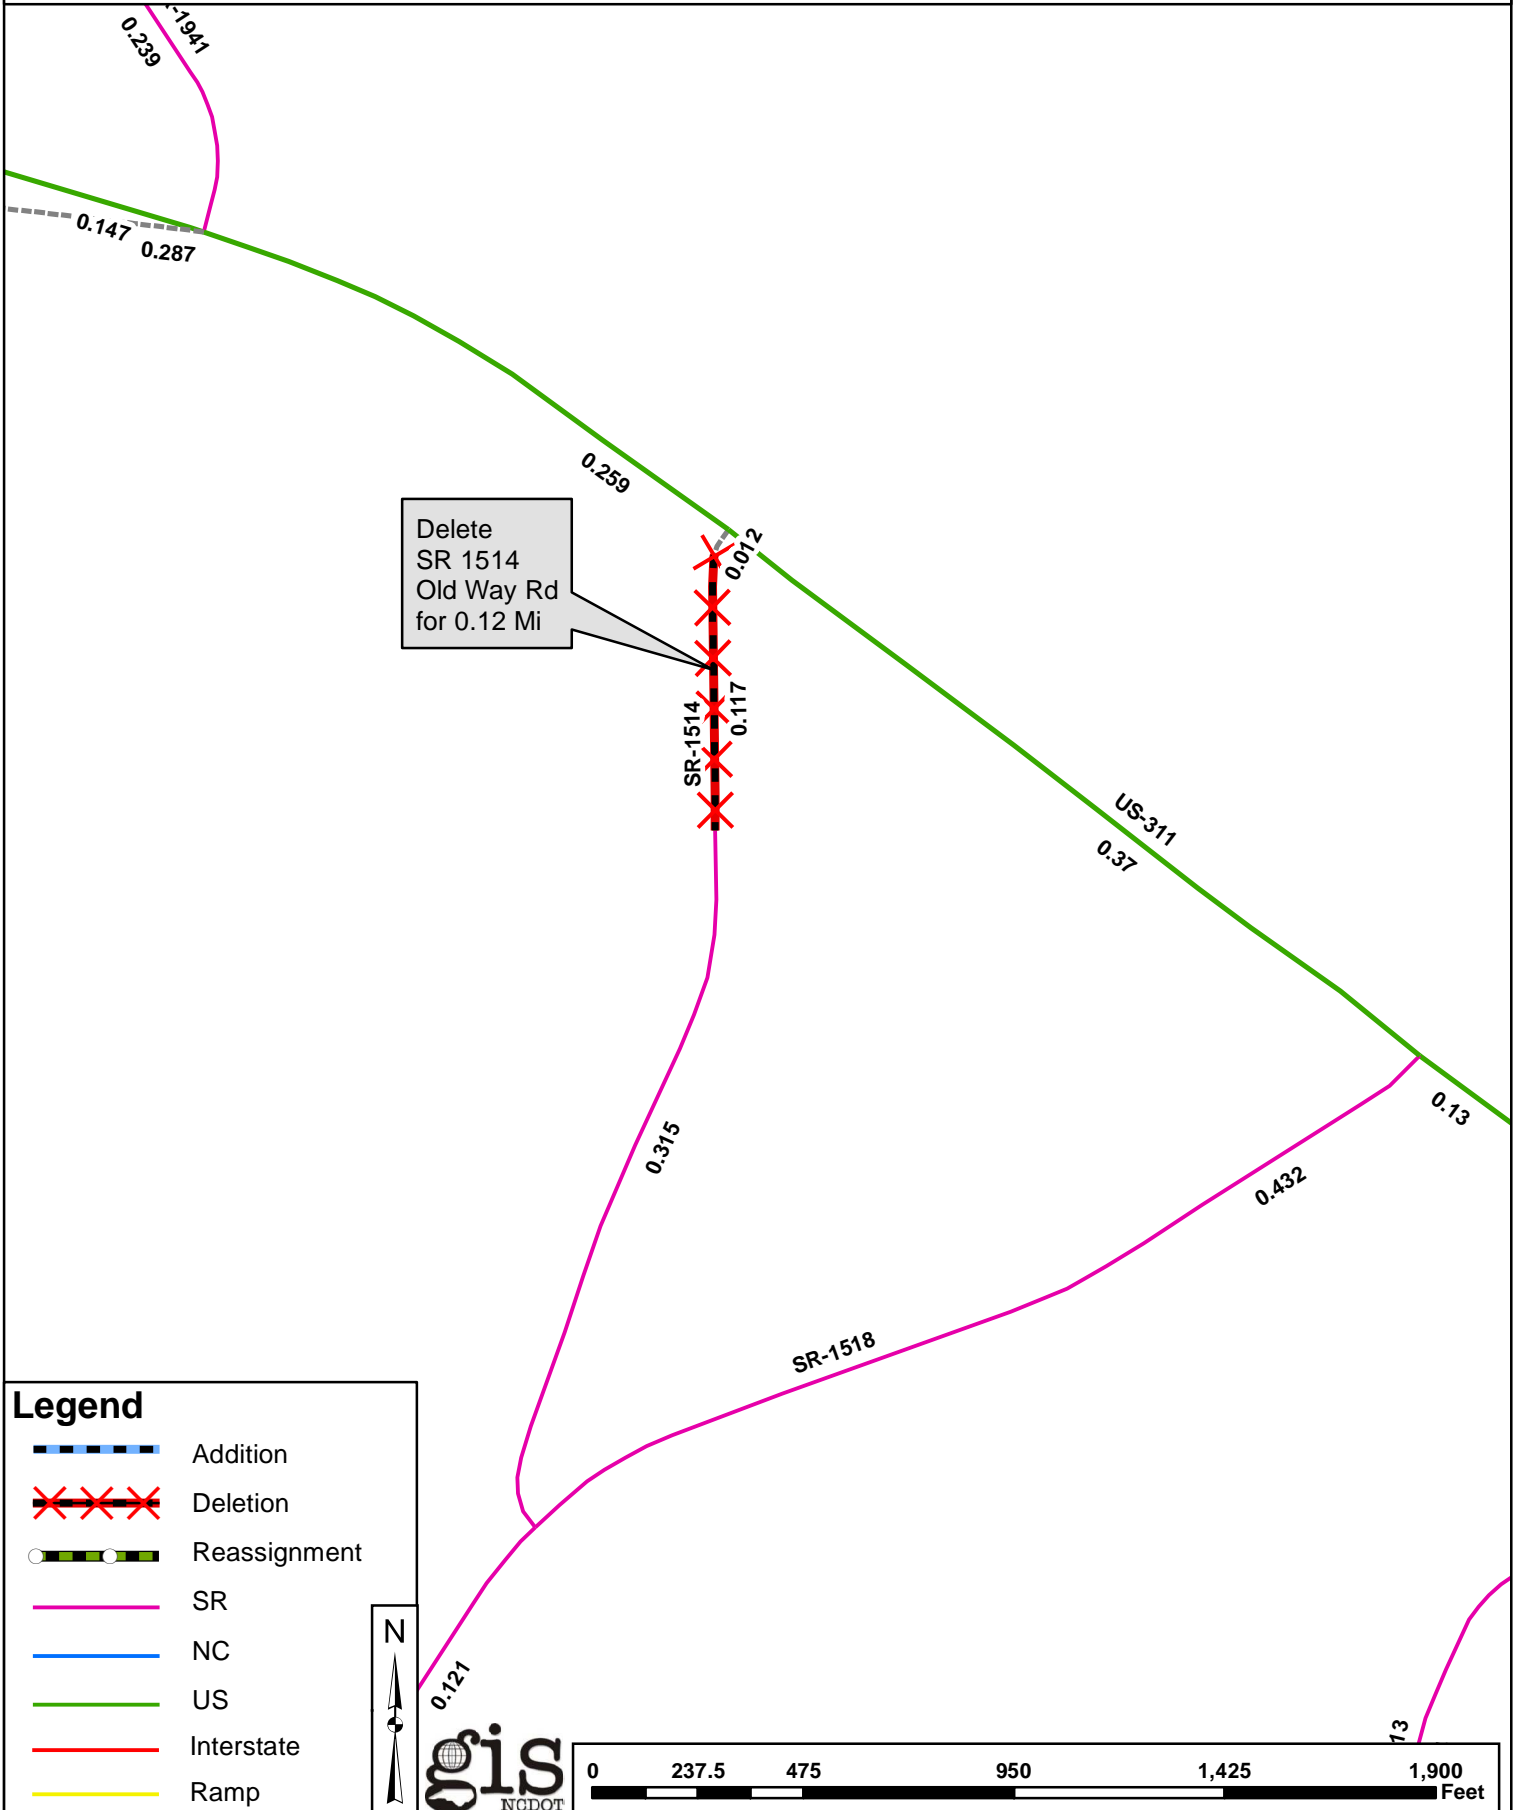 -1941
0.239
0.147
0.287
0.259
0.012
Delete
SR 1514
Old Way Rd
for 0.12 Mi
SR-1514
0.117
US-311
0.37
0.13
0.315
0.432
SR-1518
0.121
13
Legend
Addition
Deletion
Reassignment
SR
NC
US
Interstate
Ramp
N
gis
NCDOT
0 237.5 475 950 1,425 1,900
Feet